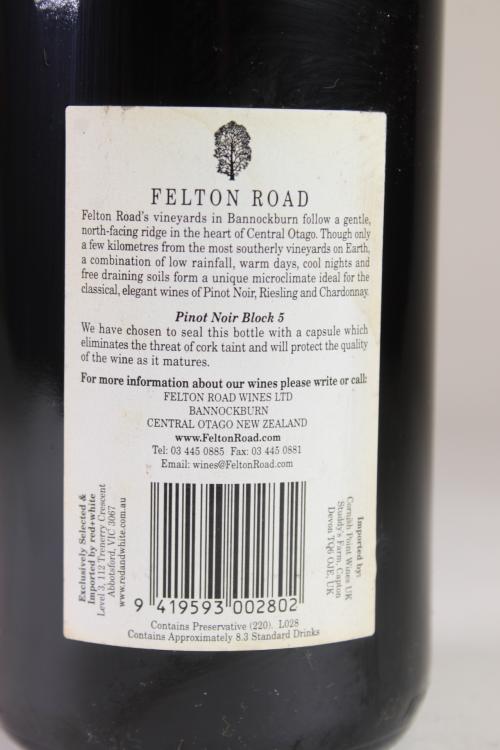 FELTON ROAD
Felton Road's vineyards in Bannockburn follow a gentle,
north-facing ridge in the heart of Central Otago. Though only
a few kilometres from the most southerly vineyards on Earth,
a combination of low rainfall, warm days, cool nights and
free draining soils form a unique microclimate ideal for the
classical, elegant wines of Pinot Noir, Riesling and Chardonnay.
Pinot Noir Block 5
We have chosen to seal this bottle with a capsule which
eliminates the threat of cork taint and will protect the quality
of the wine as it matures.
For more information about our wines please write or call:
FELTON ROAD WINES LTD
BANNOCKBURN
CENTRAL OTAGO NEW ZEALAND
www.FeltonRoad.com
Tel: 03 445 0885 Fax: 03 445 0881
Email: wines@FeltonRoad.com
Exclusively Selected &
Imported by red+white
Level 3, 112 Trenerry Crescent
Abbotsford, VIC 3067
www.redandwhite.com.au
9 419593 002802
Imported by:
Cornish Point Wines UK
Studdy's Farm, Capton
Devon TQ6 OJE, UK
Contains Preservative (220). L028
Contains Approximately 8.3 Standard Drinks